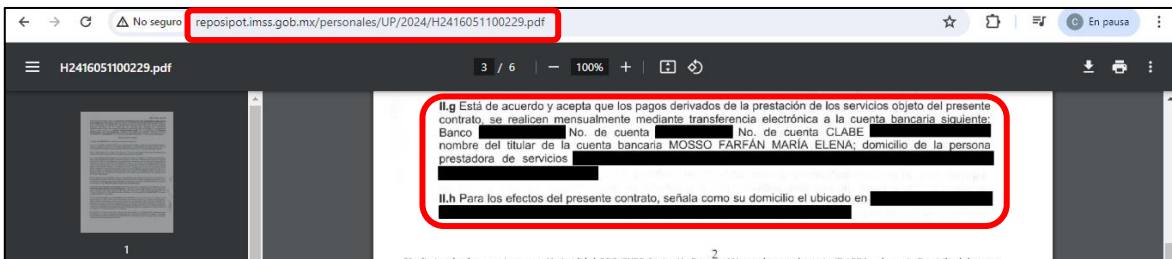 No seguro reposipot.imss.gob.mx/personales/UP/2024/H2416051100229.pdf En pausa
H2416051100229.pdf 3 / 6 100%
II.g Está de acuerdo y acepta que los pagos derivados de la prestación de los servicios objeto del presente
contrato, se realicen mensualmente mediante transferencia electrónica a la cuenta bancaria siguiente:
Banco No. de cuenta No. de cuenta CLABE
nombre del titular de la cuenta bancaria MOSSO FARFÁN MARÍA ELENA; domicilio de la persona
prestadora de servicios
II.h Para los efectos del presente contrato, señala como su domicilio el ubicado en
1
2